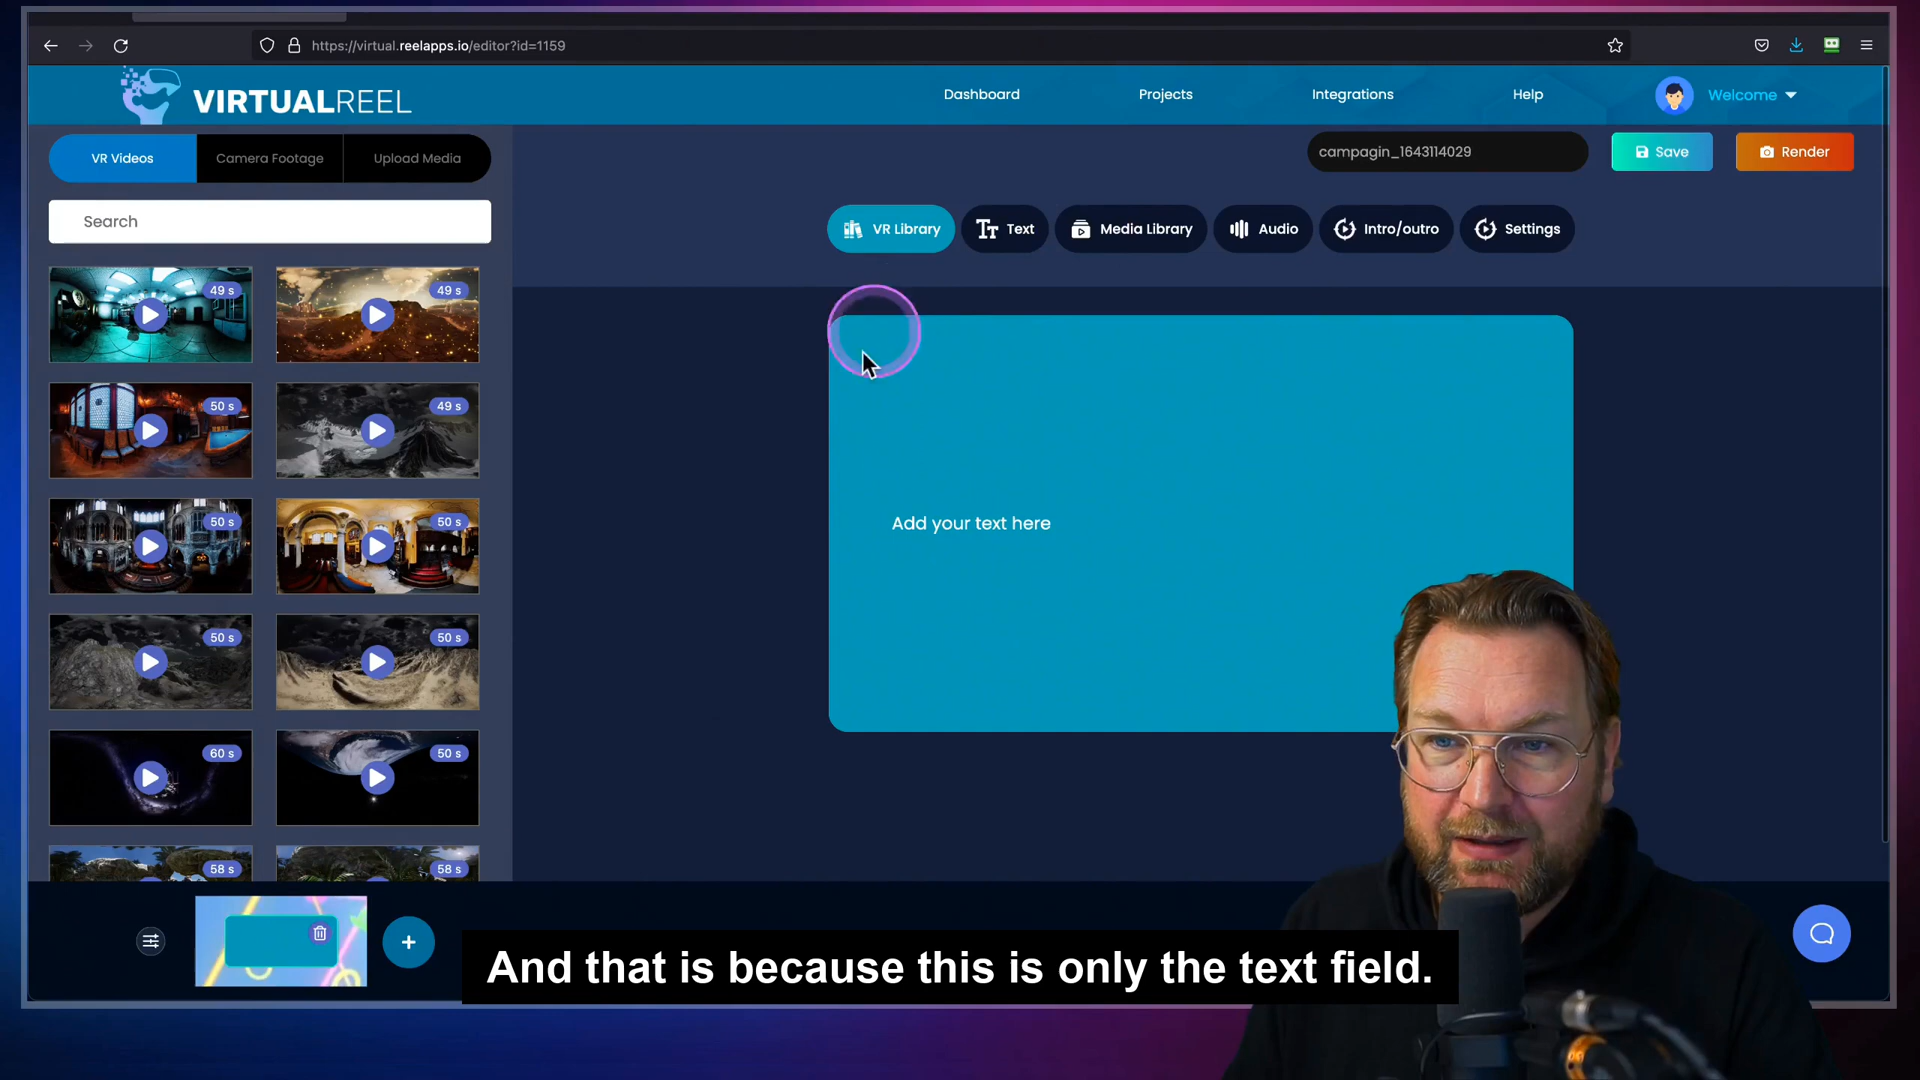 https://virtual.reelapps.io/editor?id=1159
VIRTUALREEL
Dashboard
Projects
Integrations
Help
Welcome
VR Videos
Camera Footage
Upload Media
campagin_1643114029
Save
Render
Search
VR Library
Text
Media Library
Audio
Intro/outro
Settings
49 s
49 s
50 s
49 s
50 s
50 s
50 s
50 s
60 s
50 s
58 s
58 s
Add your text here
And that is because this is only the text field.